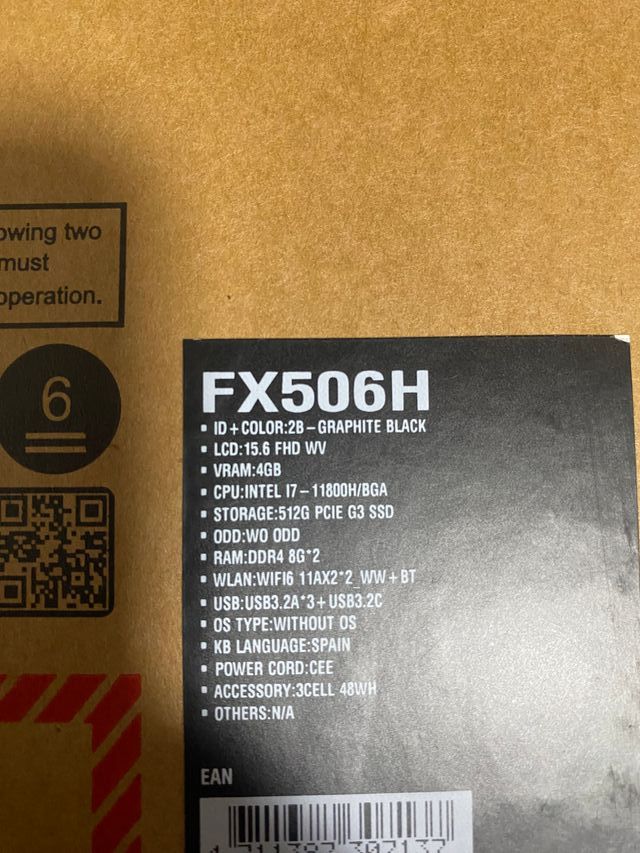 owing two
must
operation.
6
FX506H
▪ ID+COLOR:2B–GRAPHITE BLACK
▪ LCD:15.6 FHD WV
▪ VRAM:4GB
▪ CPU:INTEL I7–11800H/BGA
▪ STORAGE:512G PCIE G3 SSD
▪ ODD:WO ODD
▪ RAM:DDR4 8G*2
▪ WLAN:WIFI6 11AX2*2_WW+BT
▪ USB:USB3.2A*3+USB3.2C
▪ OS TYPE:WITHOUT OS
▪ KB LANGUAGE:SPAIN
▪ POWER CORD:CEE
▪ ACCESSORY:3CELL 48WH
▪ OTHERS:N/A
EAN
4 711387 307137